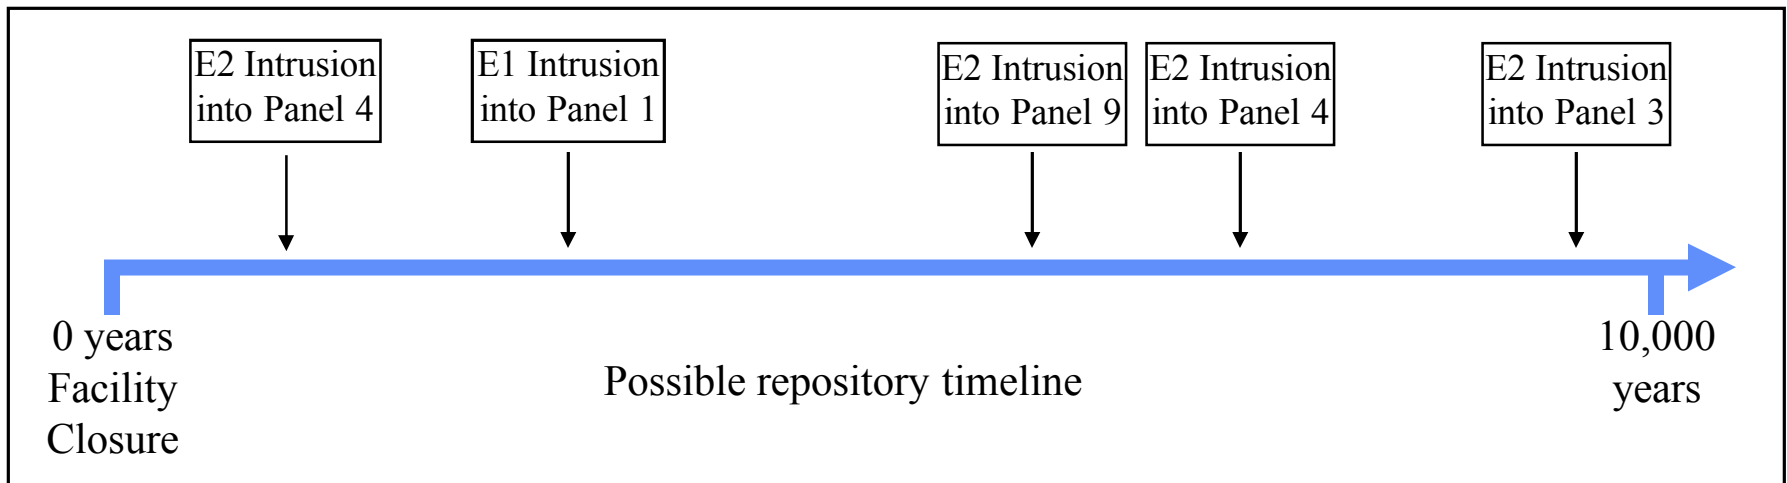 E2 Intrusion
into Panel 4
E1 Intrusion
into Panel 1
E2 Intrusion
into Panel 9
E2 Intrusion
into Panel 4
E2 Intrusion
into Panel 3
0 years
Facility
Closure
Possible repository timeline
10,000
years